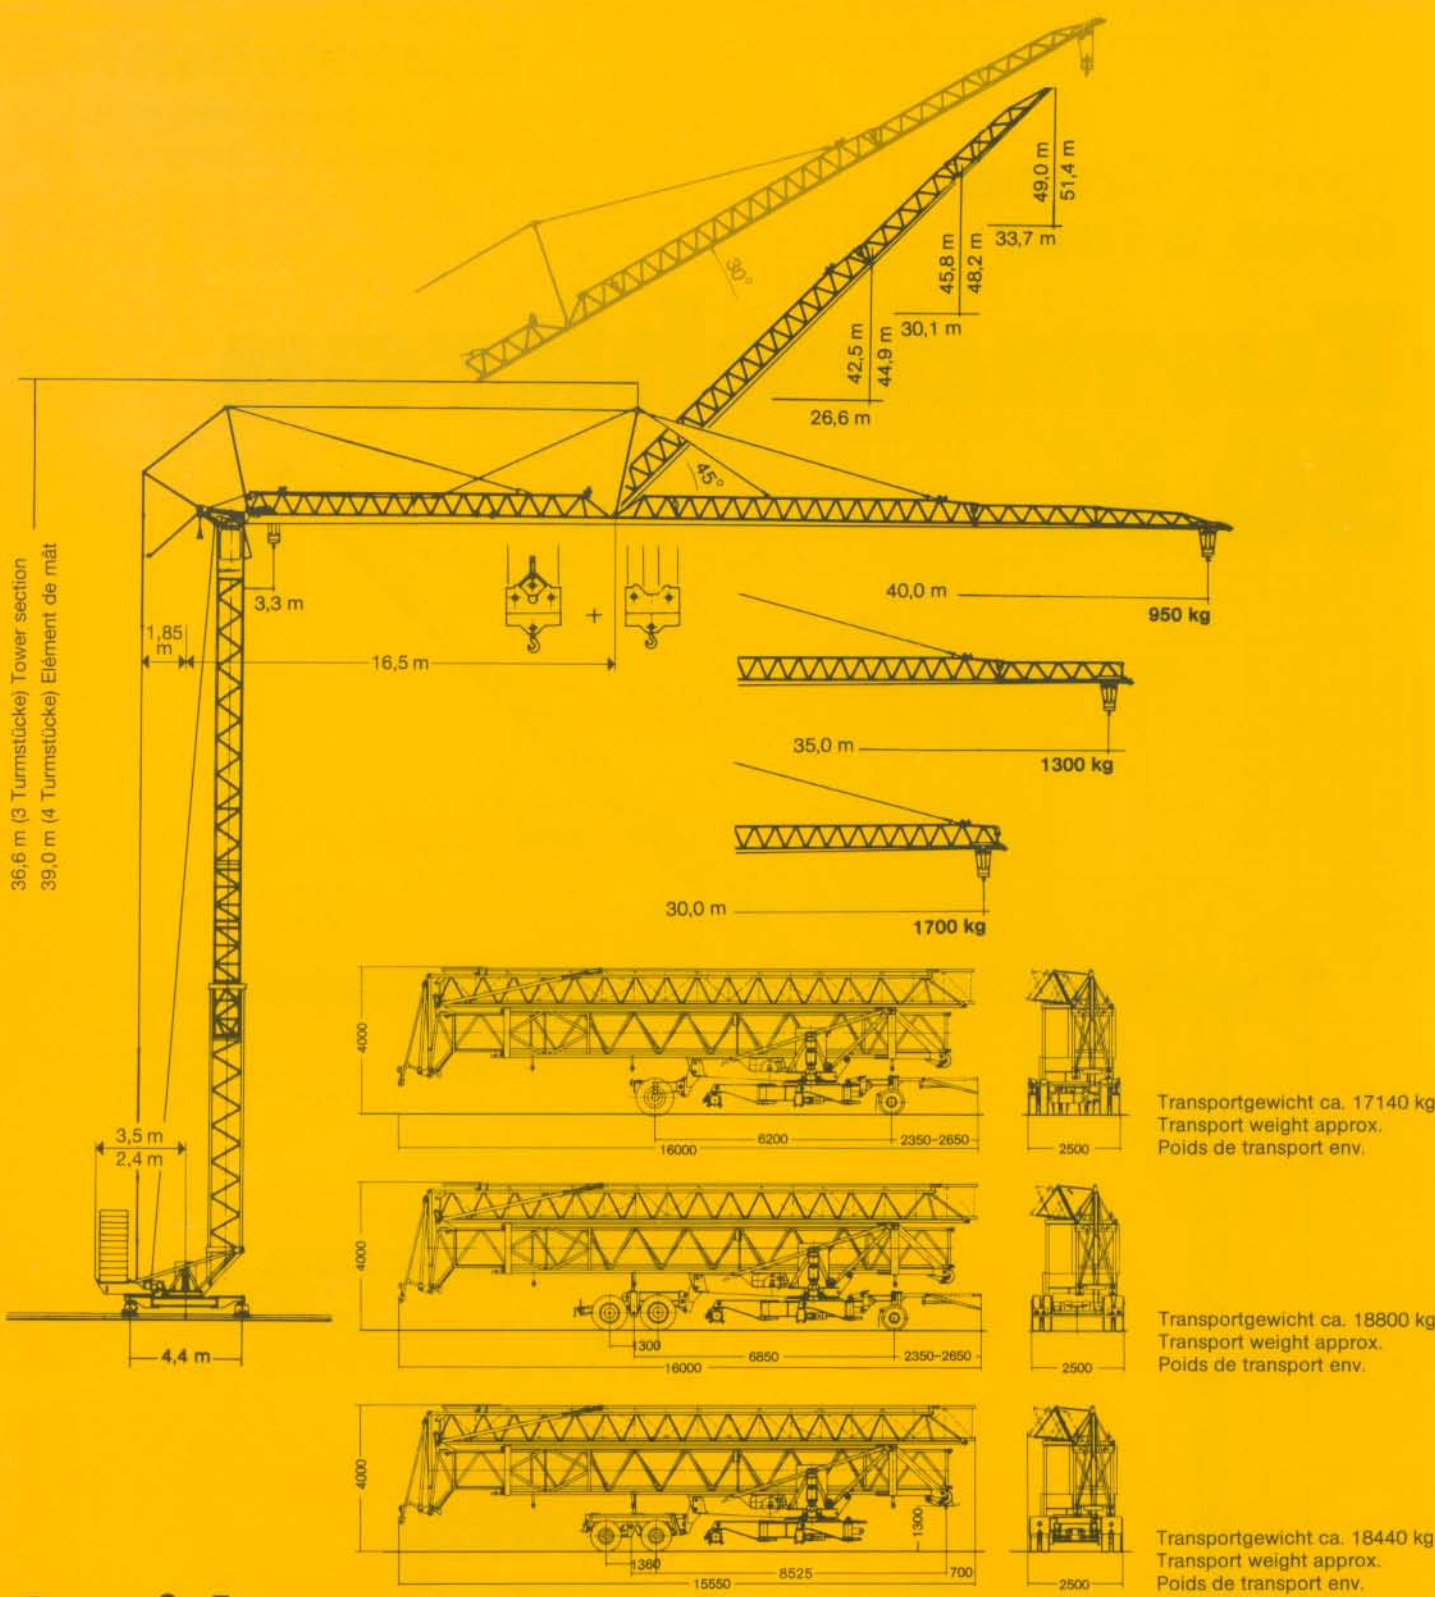 30°
49,0 m
51,4 m
33,7 m
45,8 m
48,2 m
30,1 m
42,5 m
44,9 m
26,6 m
45°
36,6 m (3 Turmstücke) Tower section
39,0 m (4 Turmstücke) Elément de mât
3,3 m
1,85
m
16,5 m
+
40,0 m
950 kg
35,0 m
1300 kg
30,0 m
1700 kg
3,5 m
2,4 m
4,4 m
4000
6200
2350-2650
16000
2500
Transportgewicht ca. 17140 kg
Transport weight approx.
Poids de transport env.
4000
1300
6850
2350-2650
16000
2500
Transportgewicht ca. 18800 kg
Transport weight approx.
Poids de transport env.
4000
1300
1360
8525
700
15550
2500
Transportgewicht ca. 18440 kg
Transport weight approx.
Poids de transport env.